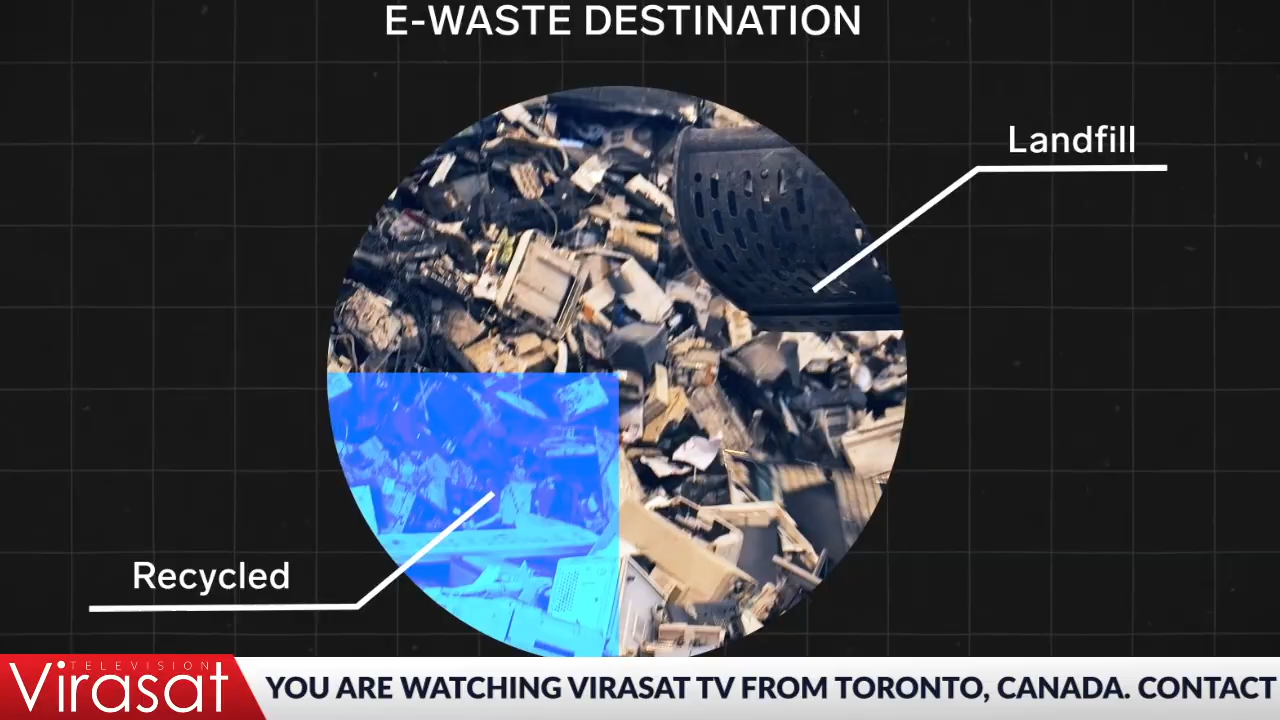 E-WASTE DESTINATION
Landfill
Recycled
TELEVISION
Virasat
YOU ARE WATCHING VIRASAT TV FROM TORONTO, CANADA. CONTACT